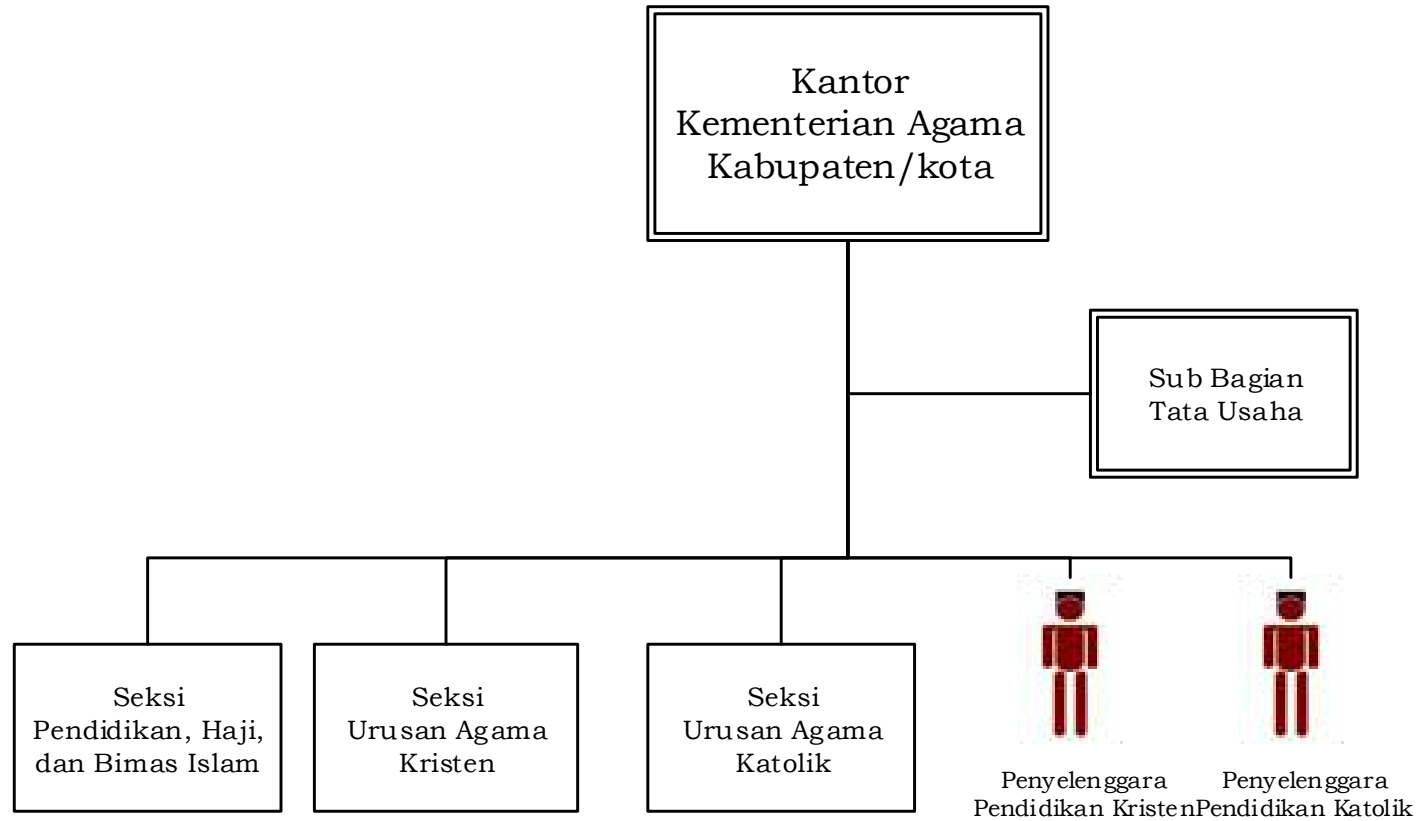 Kantor
Kementerian Agama
Kabupaten/kota
Sub Bagian
Tata Usaha
Seksi
Pendidikan, Haji,
dan Bimas Islam
Seksi
Urusan Agama
Kristen
Seksi
Urusan Agama
Katolik
Penyelenggara
Pendidikan Kristen
Penyelenggara
Pendidikan Katolik